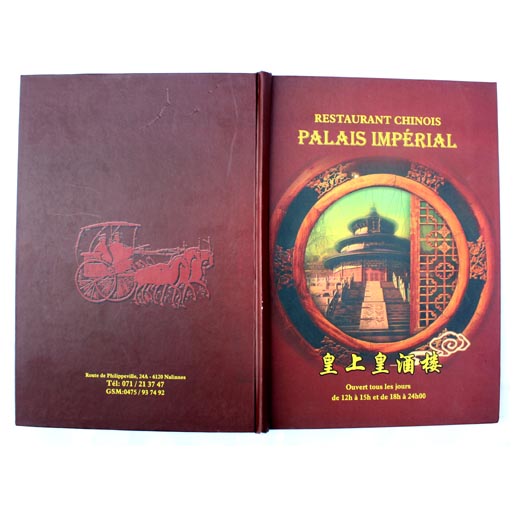 Route de Philippeville, 24A - 6120 Nalinnes
Tél: 071 / 21 37 47
GSM:0475 / 93 74 92
RESTAURANT CHINOIS
PALAIS IMPÉRIAL
皇上皇酒楼
Ouvert tous les jours
de 12h à 15h et de 18h à 24h00